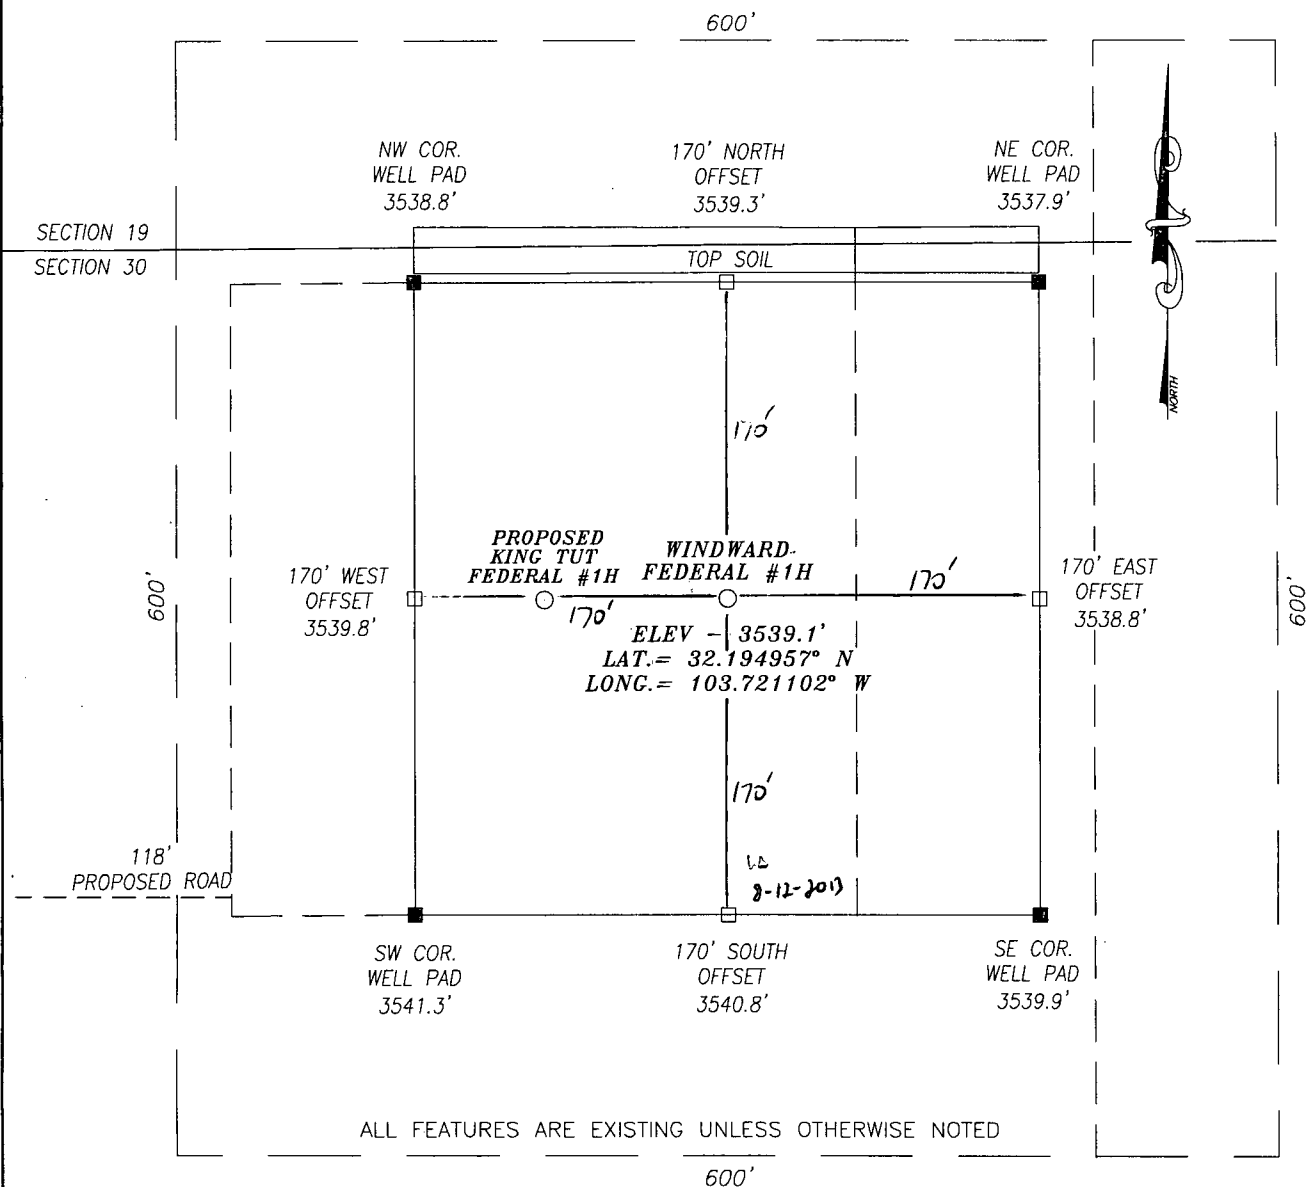 600'
NW COR.
WELL PAD
3538.8'
170' NORTH
OFFSET
3539.3'
NE COR.
WELL PAD
3537.9'
SECTION 19
SECTION 30
TOP SOIL
NORTH
170'
PROPOSED
KING TUT
FEDERAL #1H
WINDWARD
FEDERAL #1H
170' WEST
OFFSET
3539.8'
170'
170'
170' EAST
OFFSET
3538.8'
600'
600'
ELEV - 3539.1'
LAT.= 32.194957° N
LONG.= 103.721102° W
170'
8-12-2013
118'
PROPOSED ROAD
SW COR.
WELL PAD
3541.3'
170' SOUTH
OFFSET
3540.8'
SE COR.
WELL PAD
3539.9'
ALL FEATURES ARE EXISTING UNLESS OTHERWISE NOTED
600'